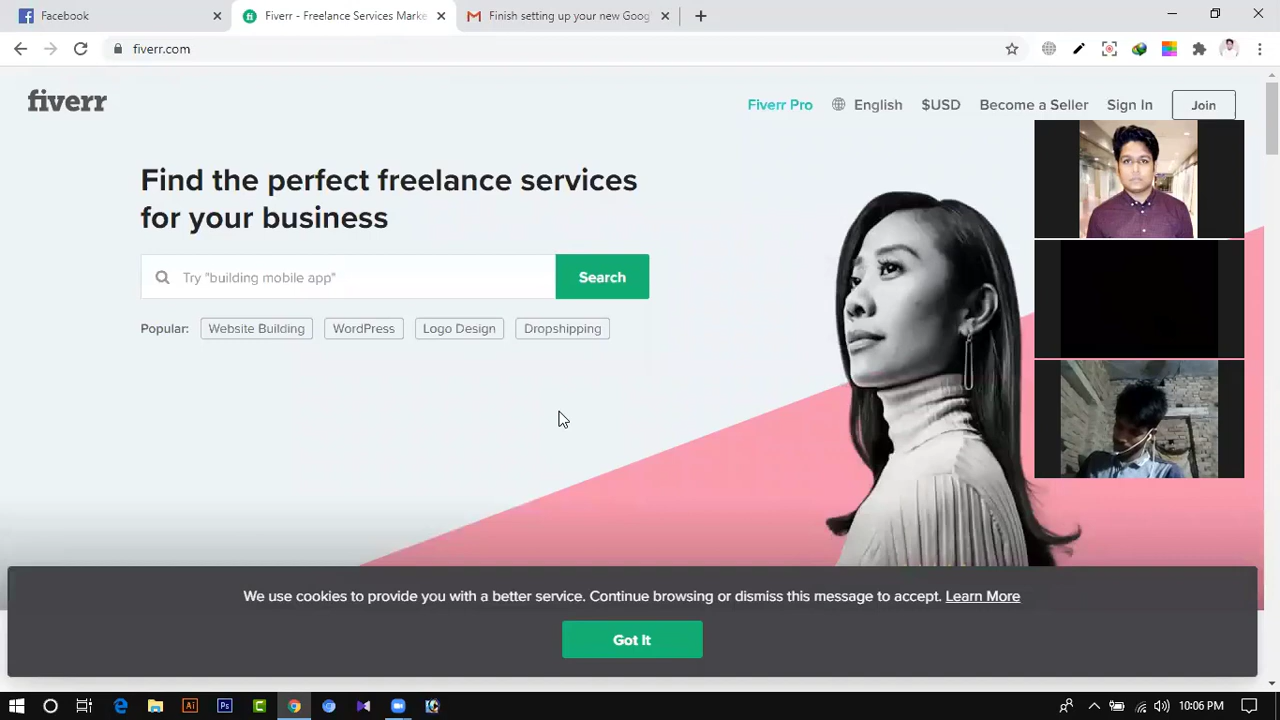 Facebook
Fiverr - Freelance Services Marke
Finish setting up your new Goog
fiverr.com
fiverr
Fiverr Pro
English
$USD
Become a Seller
Sign In
Join
Find the perfect freelance services
for your business
Try "building mobile app"
Search
Popular:
Website Building
WordPress
Logo Design
Dropshipping
We use cookies to provide you with a better service. Continue browsing or dismiss this message to accept. Learn More
Got It
10:06 PM